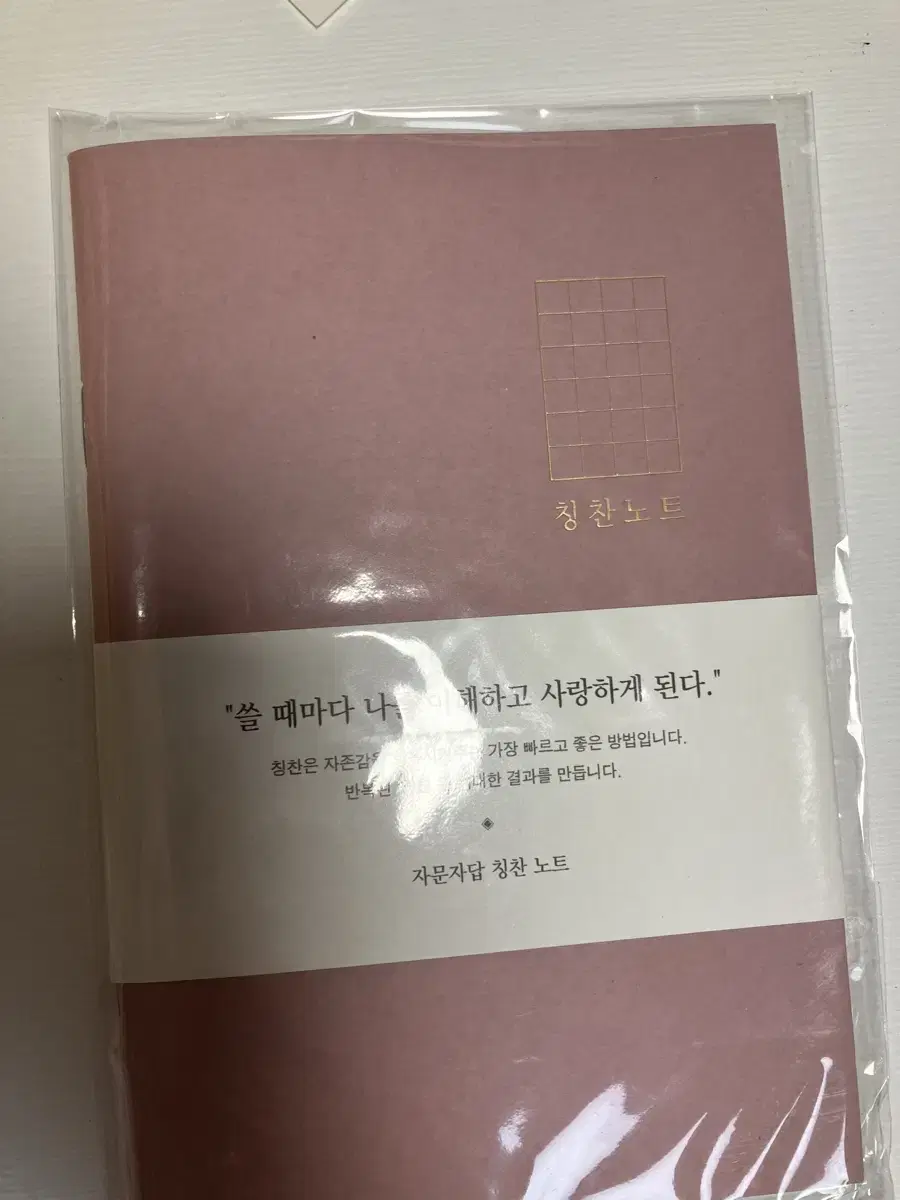 칭찬노트
"쓸 때마다 나를 이해하고 사랑하게 된다."
칭찬은 자존감을 가장 빠르고 좋은 방법입니다.
반복된 결과를 만듭니다.
자문자답 칭찬 노트